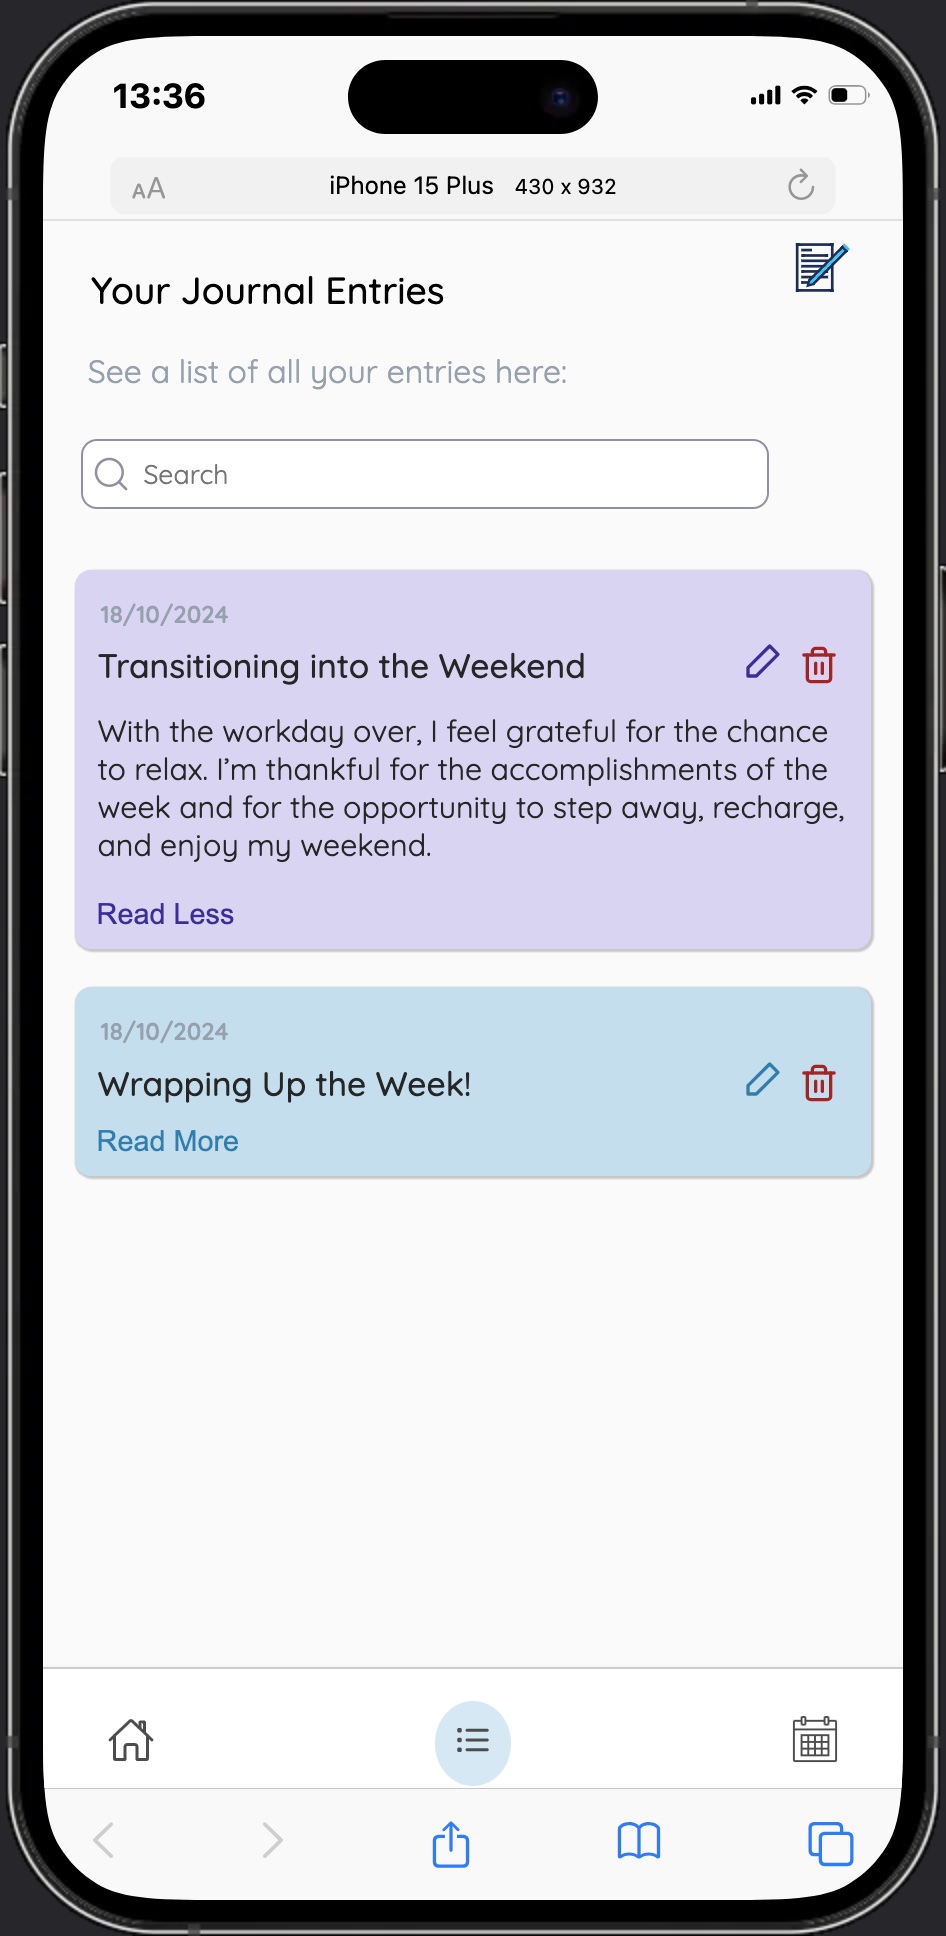 13:36
AA
iPhone 15 Plus 430 x 932
Your Journal Entries
See a list of all your entries here:
Search
18/10/2024
Transitioning into the Weekend
With the workday over, I feel grateful for the chance
to relax. I’m thankful for the accomplishments of the
week and for the opportunity to step away, recharge,
and enjoy my weekend.
Read Less
18/10/2024
Wrapping Up the Week!
Read More